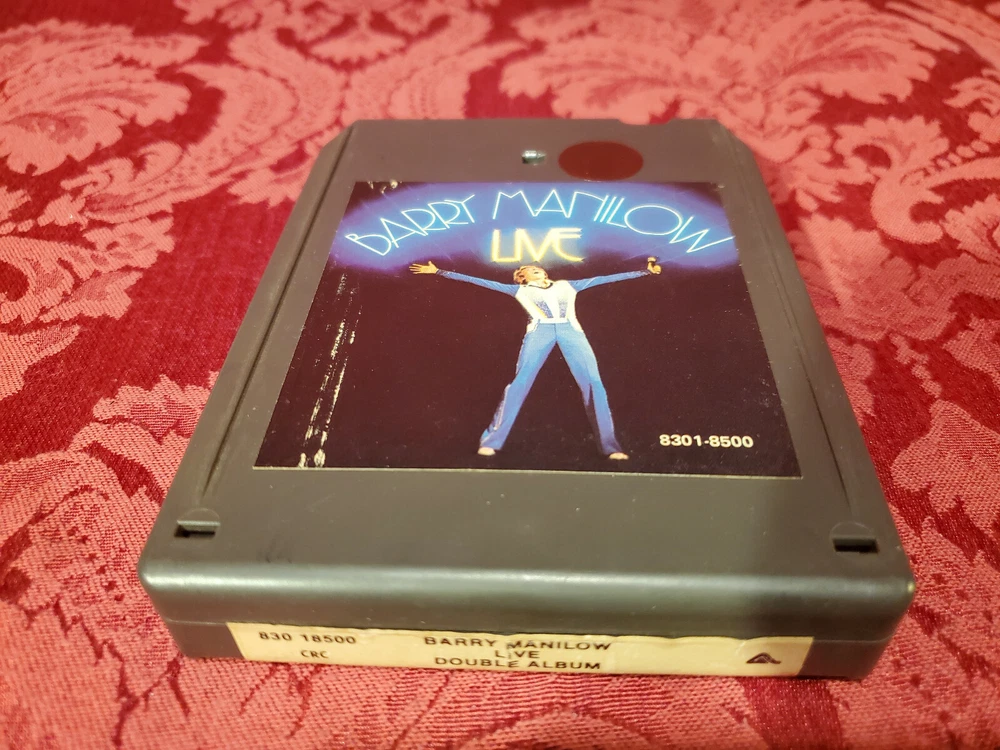 BARRY MANILOW
LIVE
8301-8500
830 18500 BARRY MANILOW
CRC LIVE
DOUBLE ALBUM